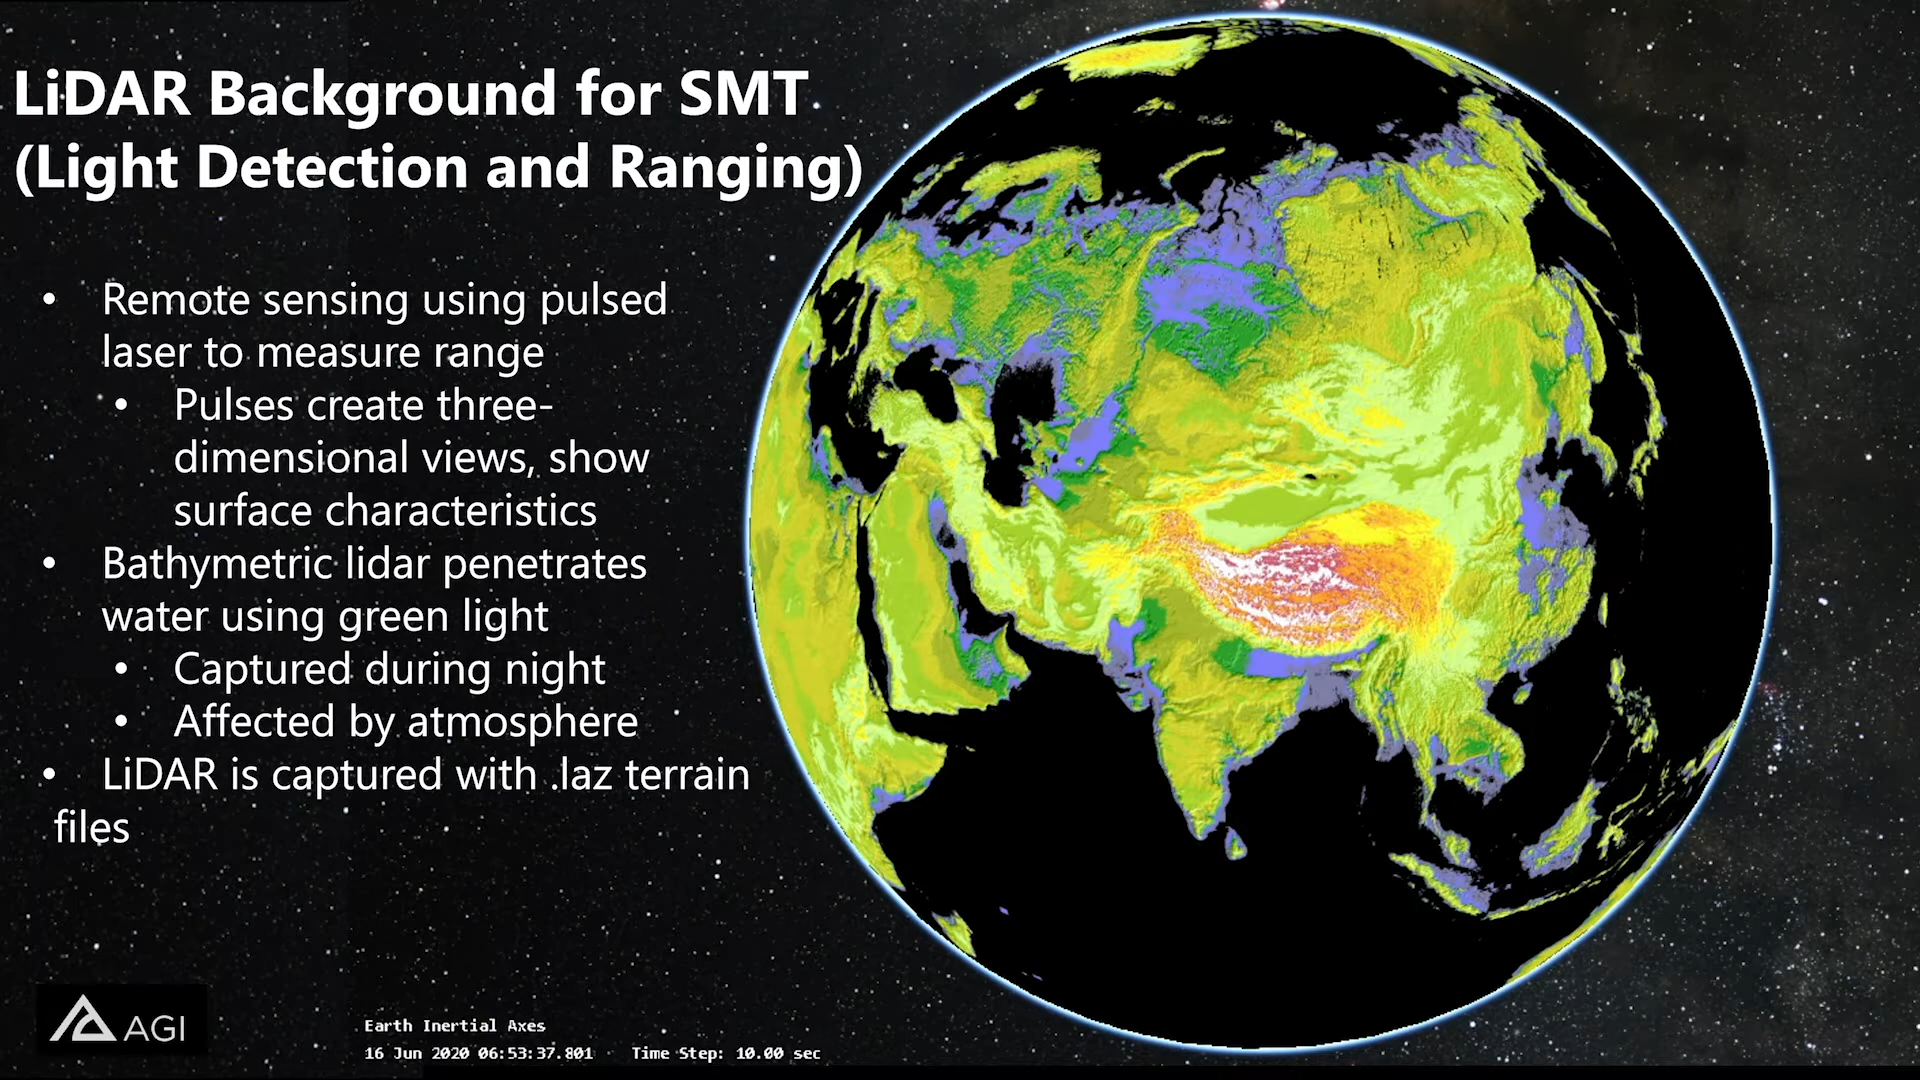 LiDAR Background for SMT
(Light Detection and Ranging)
• Remote sensing using pulsed
laser to measure range
• Pulses create three-
dimensional views, show
surface characteristics
• Bathymetric lidar penetrates
water using green light
• Captured during night
• Affected by atmosphere
• LiDAR is captured with .laz terrain
files
AGI
Earth Inertial Axes
16 Jun 2020 06:53:37.801 Time Step: 10.00 sec